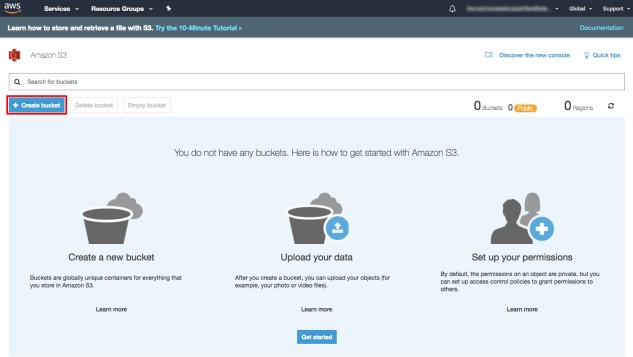 aws Services Resource Groups Global Support
Learn how to store and retrieve a file with S3. Try the 10-Minute Tutorial » Documentation
Amazon S3 Discover the new console Quick tips
Search for buckets
+ Create bucket Delete bucket Empty bucket 0 Buckets 0 Public 0 Regions
You do not have any buckets. Here is how to get started with Amazon S3.
Create a new bucket
Buckets are globally unique containers for everything that
you store in Amazon S3.
Learn more
Upload your data
After you create a bucket, you can upload your objects (for
example, your photo or video files).
Learn more
Set up your permissions
By default, the permissions on an object are private, but you
can set up access control policies to grant permissions to
others.
Learn more
Get started